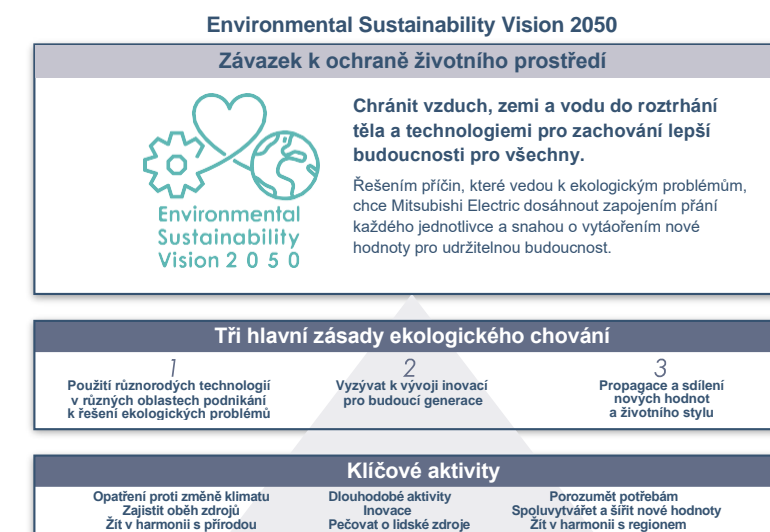 Environmental Sustainability Vision 2050
Závazek k ochraně životního prostředí
Environmental
Sustainability
Vision 2 0 5 0
Chránit vzduch, zemi a vodu do roztrhání
těla a technologiemi pro zachování lepší
budoucnosti pro všechny.
Řešením příčin, které vedou k ekologickým problémům,
chce Mitsubishi Electric dosáhnout zapojením přání
každého jednotlivce a snahou o vytáořením nové
hodnoty pro udržitelnou budoucnost.
Tři hlavní zásady ekologického chování
1
Použití různorodých technologií
v různých oblastech podnikání
k řešení ekologických problémů
2
Vyzývat k vývoji inovací
pro budoucí generace
3
Propagace a sdílení
nových hodnot
a životního stylu
Klíčové aktivity
Opatření proti změně klimatu
Zajistit oběh zdrojů
Žít v harmonii s přírodou
Dlouhodobé aktivity
Inovace
Pečovat o lidské zdroje
Porozumět potřebám
Spoluvytvářet a šířit nové hodnoty
Žít v harmonii s regionem